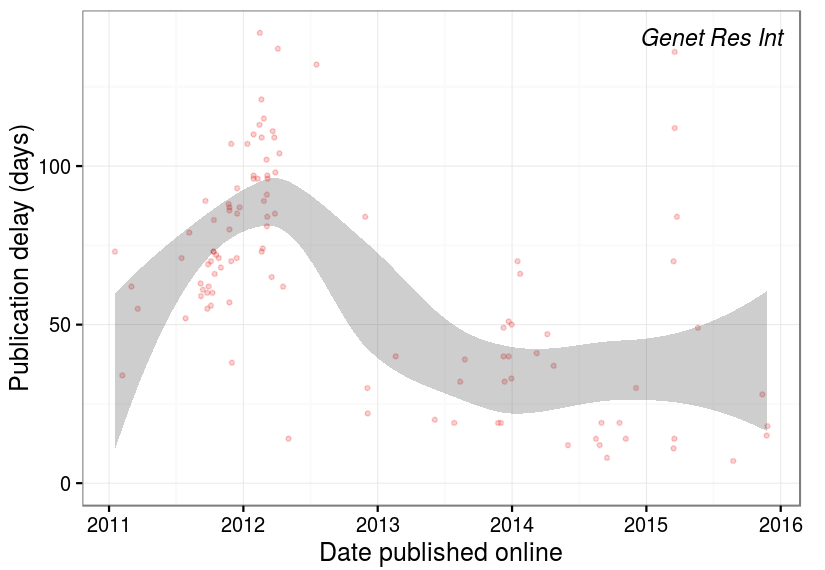 Genet Res Int
Publication delay (days)
100
50
0
2011 2012 2013 2014 2015 2016
Date published online